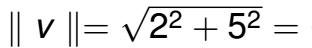 ‖ v ‖= √2² + 5² =